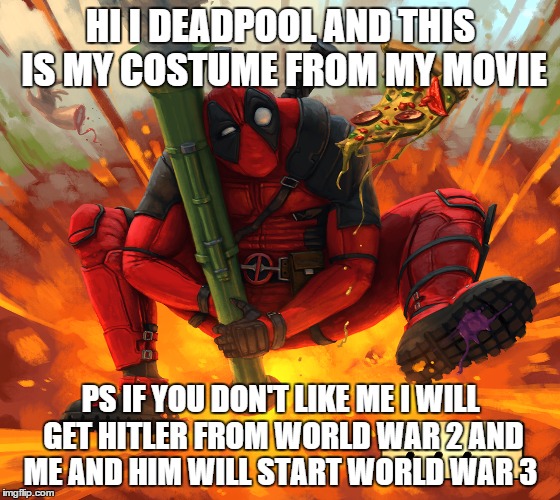 HI I DEADPOOL AND THIS
IS MY COSTUME FROM MY MOVIE
PS IF YOU DON'T LIKE ME I WILL
GET HITLER FROM WORLD WAR 2 AND
ME AND HIM WILL START WORLD WAR 3
imgflip.com